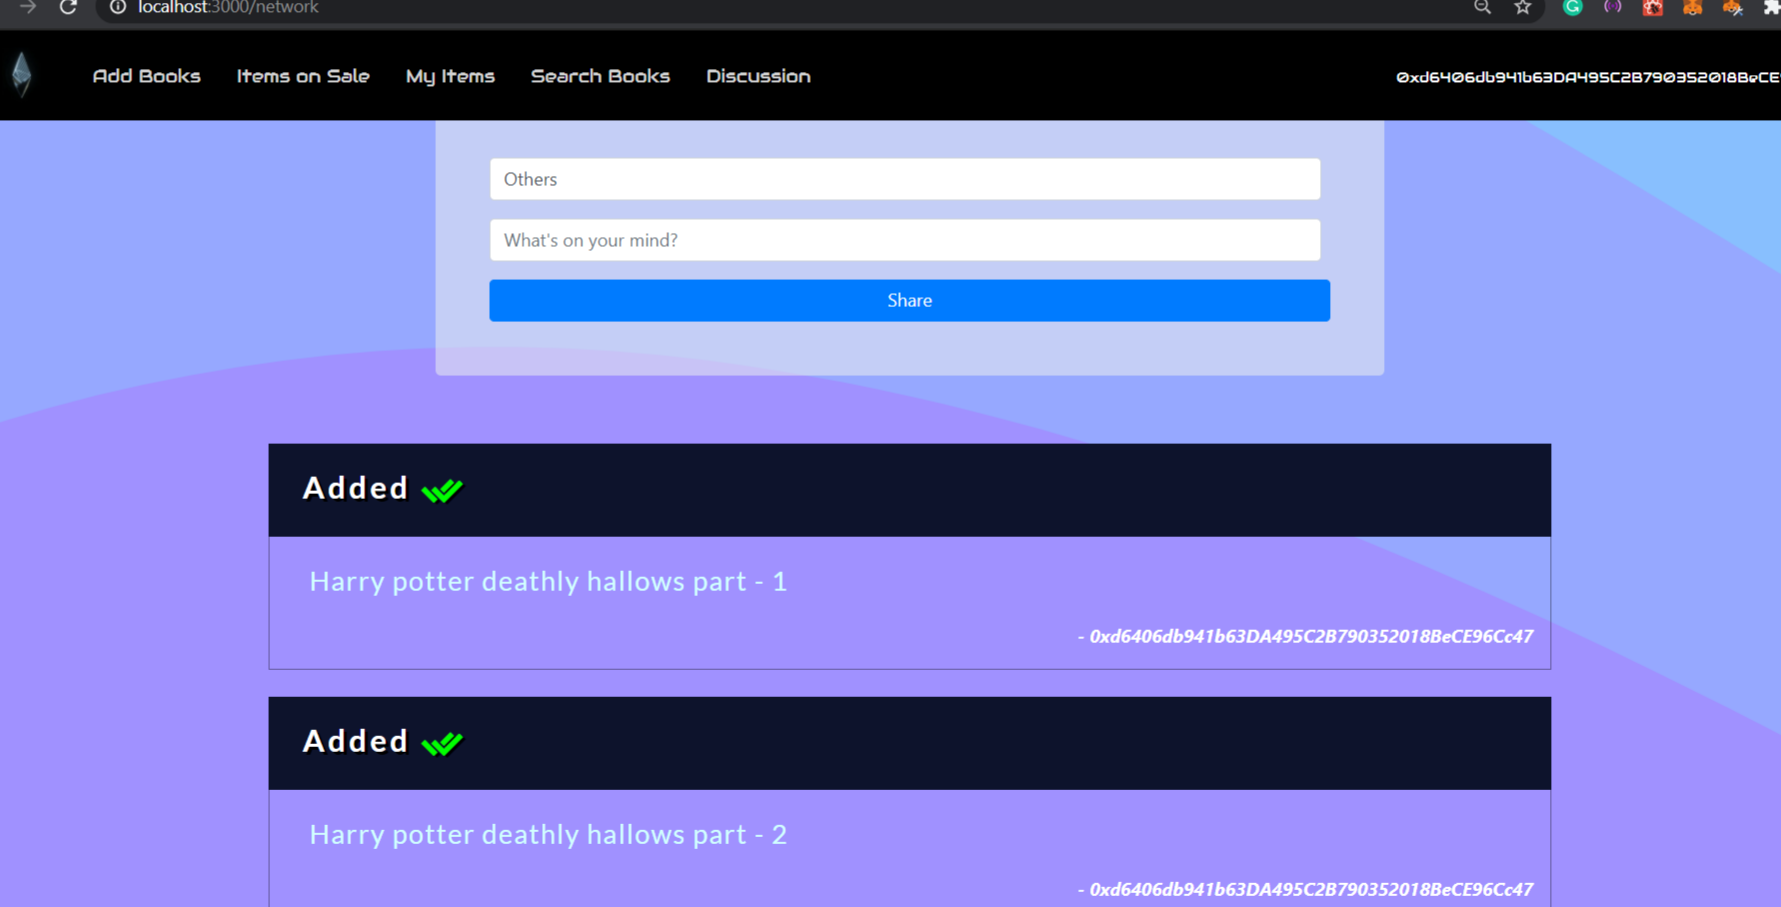 localhost:3000/network
Add Books Items on Sale My Items Search Books Discussion 0xd6406db941b63DA495C2B790352018BeCE
Others
What's on your mind?
Share
Added
Harry potter deathly hallows part - 1
- 0xd6406db941b63DA495C2B790352018BeCE96Cc47
Added
Harry potter deathly hallows part - 2
- 0xd6406db941b63DA495C2B790352018BeCE96Cc47